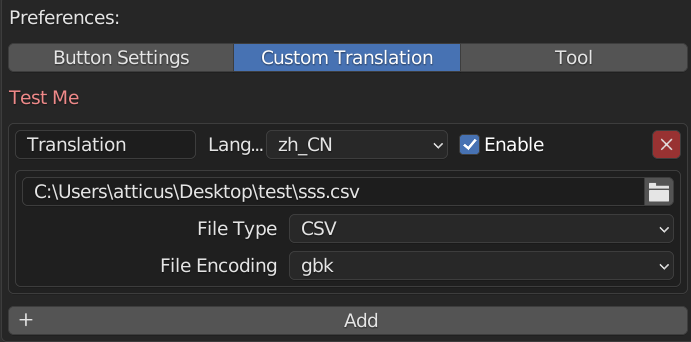 Preferences:
Button Settings Custom Translation Tool
Test Me
Translation Lang... zh_CN Enable
C:\Users\atticus\Desktop\test\sss.csv
File Type CSV
File Encoding gbk
+ Add